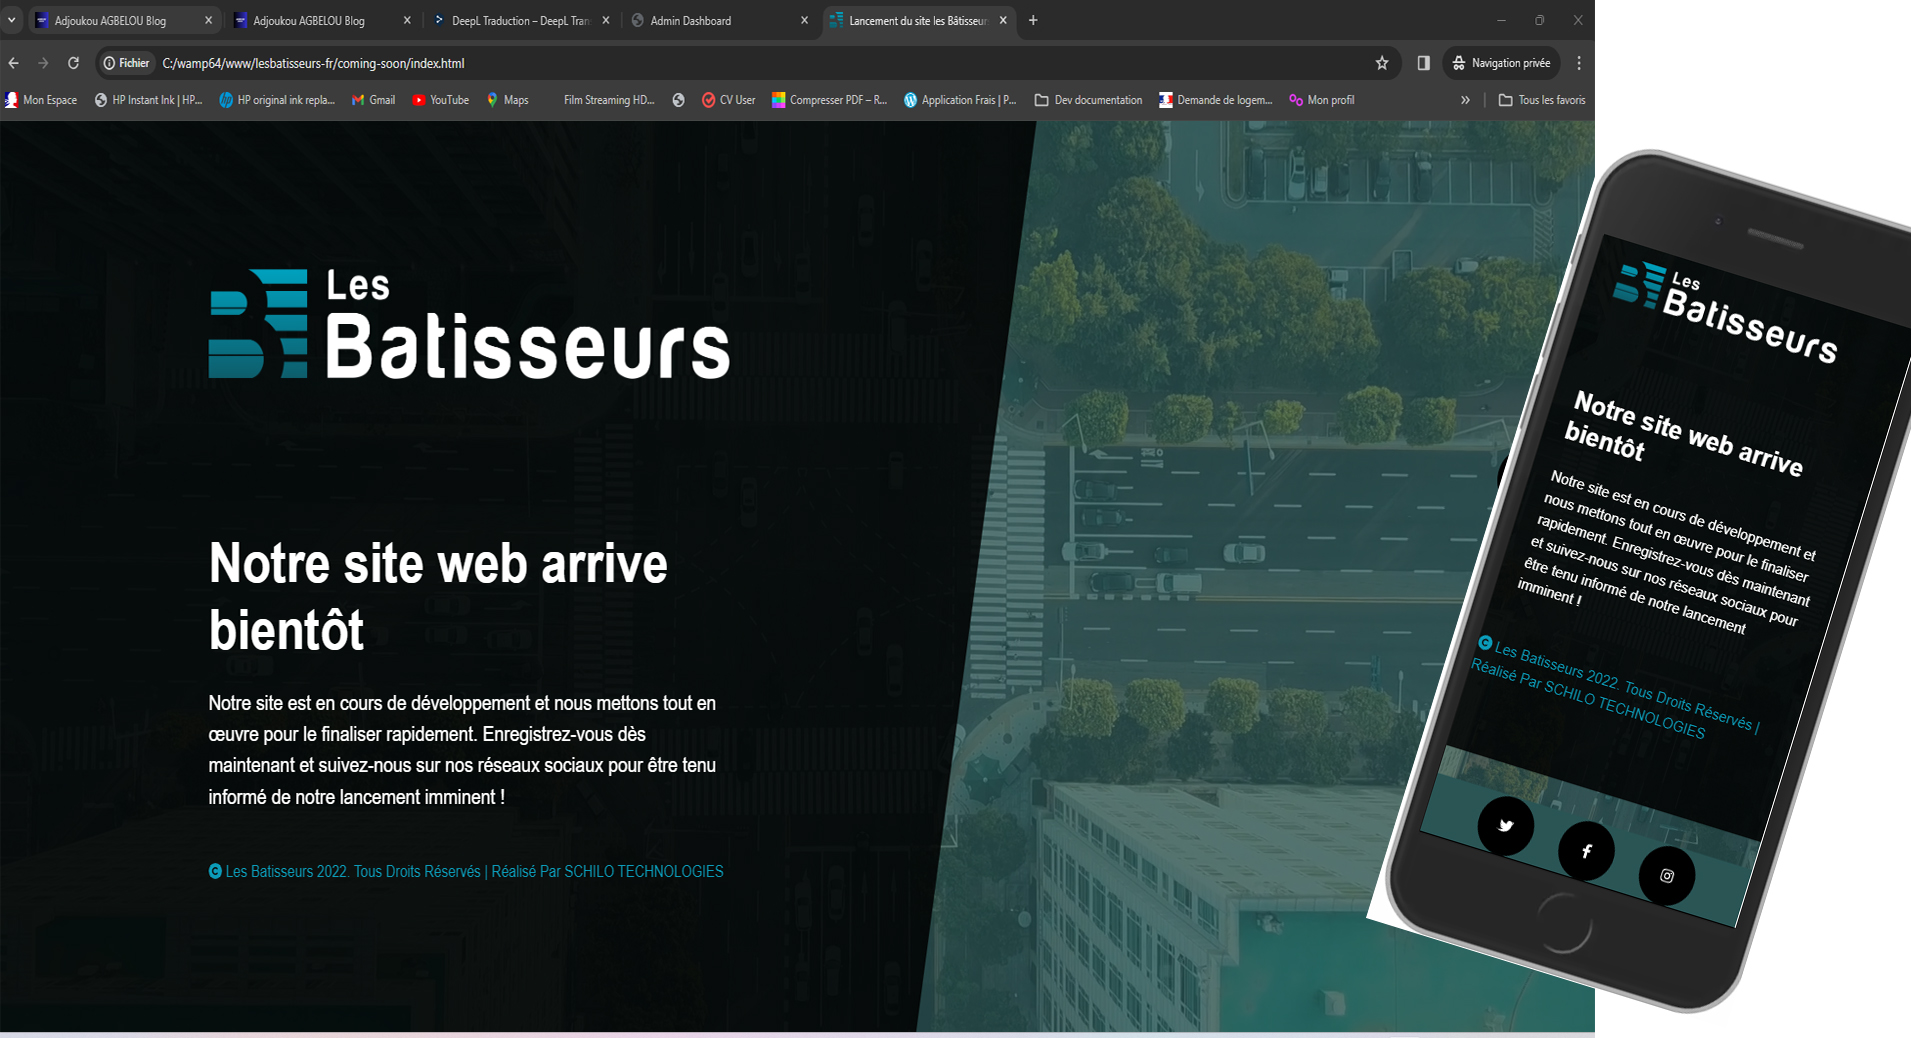 Adjoukou AGBELOU Blog
Adjoukou AGBELOU Blog
DeepL Traduction – DeepL Tran
Admin Dashboard
Lancement du site les Bâtisseur
Fichier
C:/wamp64/www/lesbatisseurs-fr/coming-soon/index.html
Navigation privée
Mon Espace
HP Instant Ink | HP...
HP original ink repla...
Gmail
YouTube
Maps
Film Streaming HD...
CV User
Compresser PDF – R...
Application Frais | P...
Dev documentation
Demande de logem...
Mon profil
Tous les favoris
Les
Batisseurs
Notre site web arrive
bientôt
Notre site est en cours de développement et nous mettons tout en
œuvre pour le finaliser rapidement. Enregistrez-vous dès
maintenant et suivez-nous sur nos réseaux sociaux pour être tenu
informé de notre lancement imminent !
© Les Batisseurs 2022. Tous Droits Réservés | Réalisé Par SCHILO TECHNOLOGIES
Les
Batisseurs
Notre site web arrive
bientôt
Notre site est en cours de développement et
nous mettons tout en œuvre pour le finaliser
rapidement. Enregistrez-vous dès maintenant
et suivez-nous sur nos réseaux sociaux pour
être tenu informé de notre lancement
imminent !
© Les Batisseurs 2022. Tous Droits Réservés |
Réalisé Par SCHILO TECHNOLOGIES